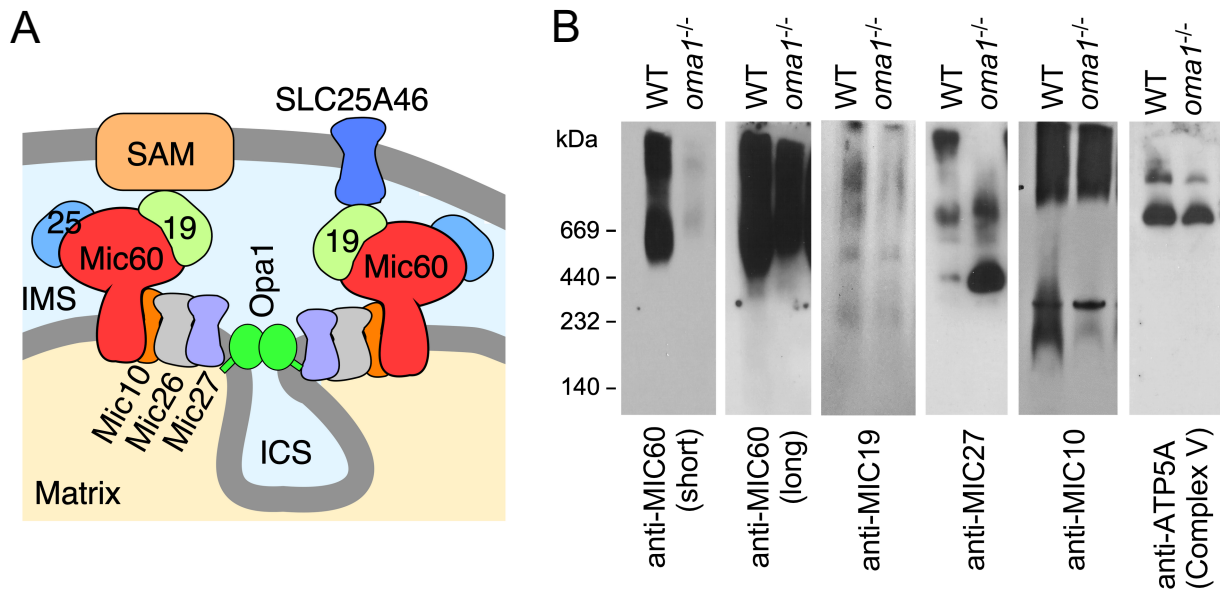 A
SLC25A46
SAM
25
19
Mic60
19
Mic60
Opa1
IMS
Mic10
Mic26
Mic27
ICS
Matrix
B
WT
oma1-/-
WT
oma1-/-
WT
oma1-/-
WT
oma1-/-
WT
oma1-/-
WT
oma1-/-
kDa
669 –
440 –
232 –
140 –
anti-MIC60
(short)
anti-MIC60
(long)
anti-MIC19
anti-MIC27
anti-MIC10
anti-ATP5A
(Complex V)